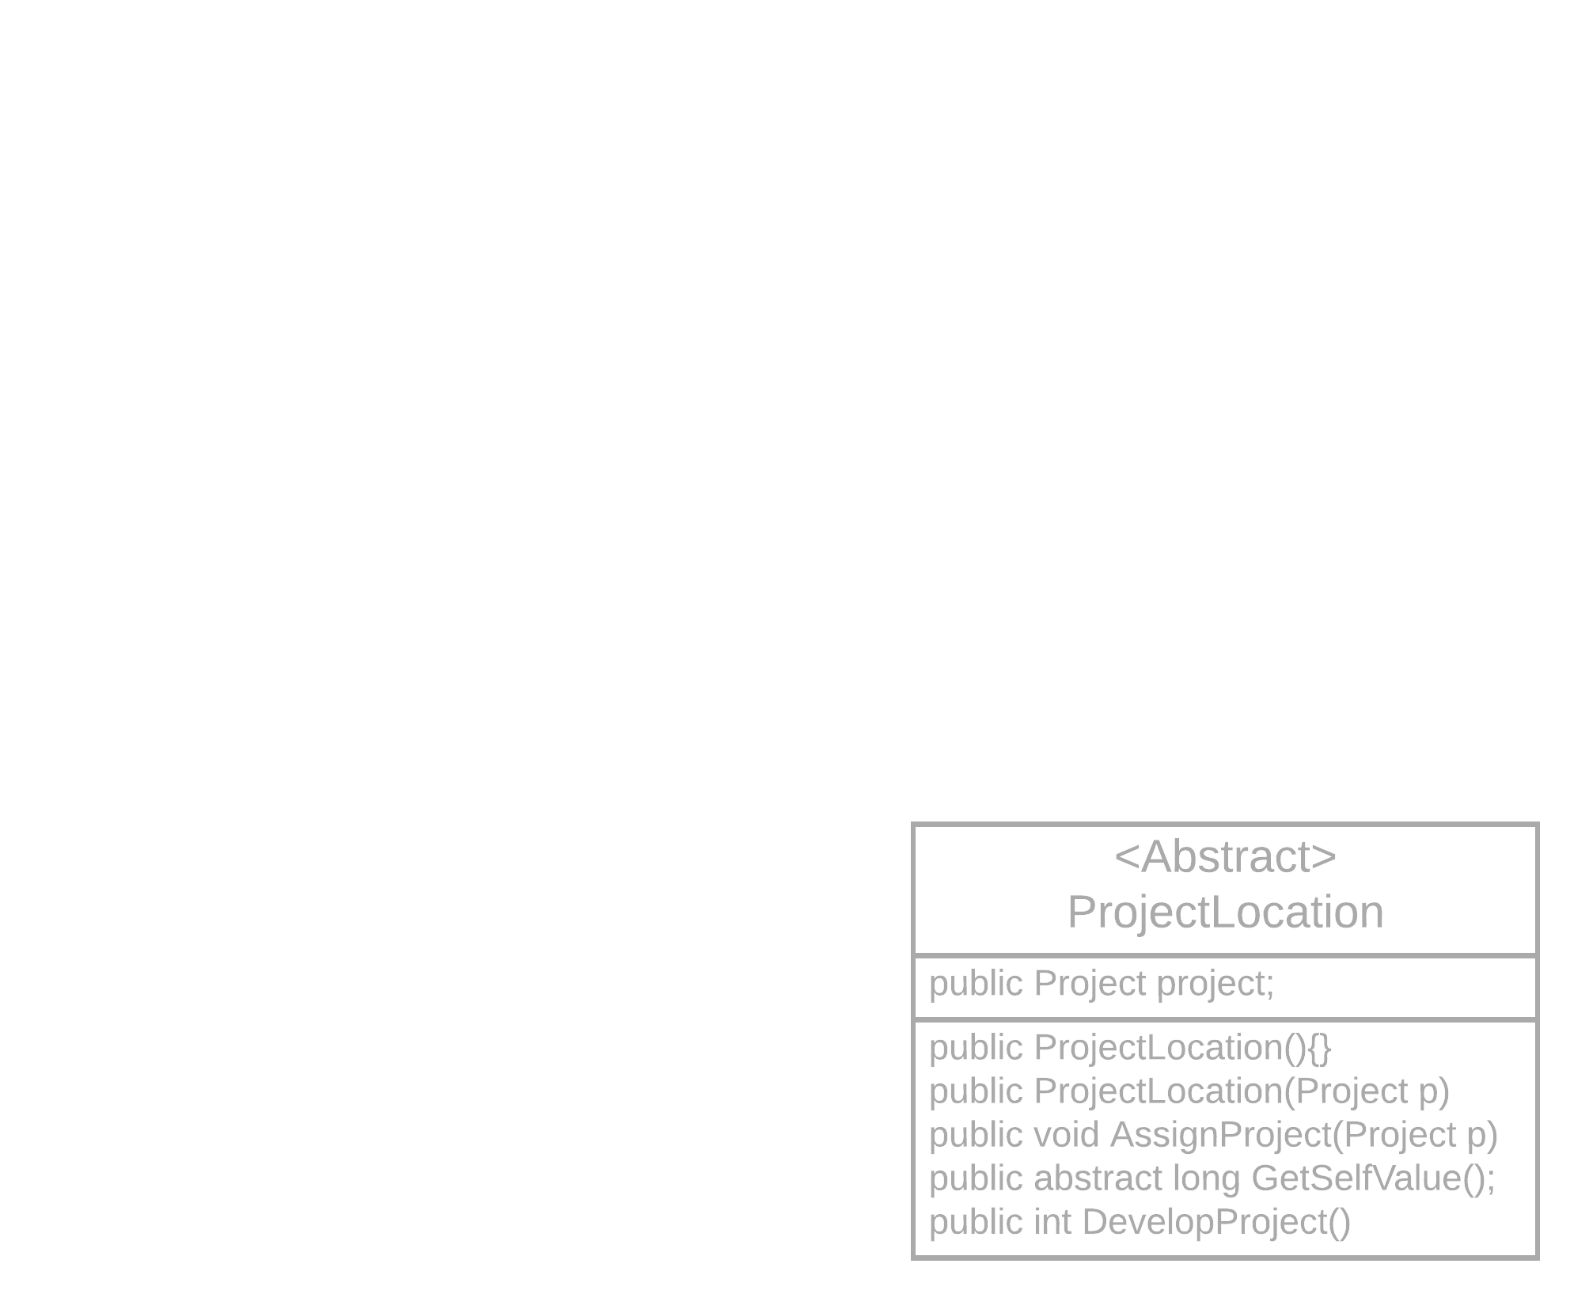 <Abstract>
ProjectLocation
public Project project;
public ProjectLocation(){}
public ProjectLocation(Project p)
public void AssignProject(Project p)
public abstract long GetSelfValue();
public int DevelopProject()